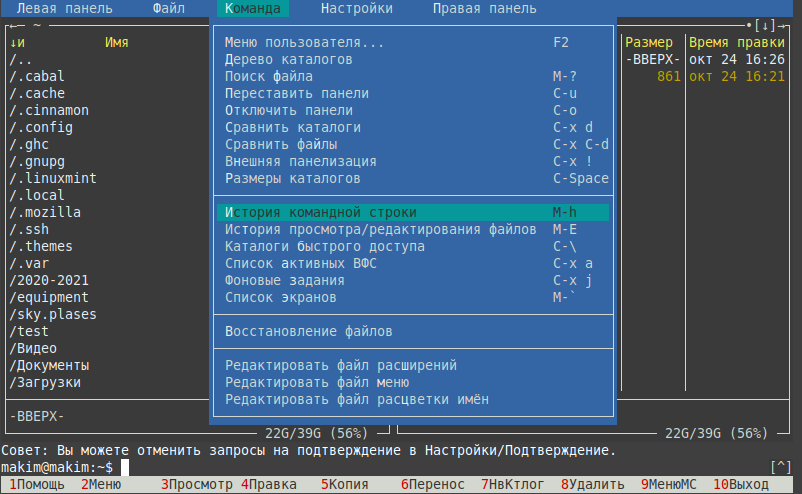 Левая панель Файл Команда Настройки Правая панель
←─ ~ •[↓]→
↓и Имя Размер Время правки
/.. -ВВЕРХ- окт 24 16:26
/.cabal 861 окт 24 16:21
/.cache
/.cinnamon
/.config
/.ghc
/.gnupg
/.linuxmint
/.local
/.mozilla
/.ssh
/.themes
/.var
/2020-2021
/equipment
/sky.plases
/test
/Видео
/Документы
/Загрузки
-ВВЕРХ-
22G/39G (56%) 22G/39G (56%)
Меню пользователя... F2
Дерево каталогов
Поиск файла M-?
Переставить панели C-u
Отключить панели C-o
Сравнить каталоги C-x d
Сравнить файлы C-x C-d
Внешняя панелизация C-x !
Размеры каталогов C-Space
История командной строки M-h
История просмотра/редактирования файлов M-E
Каталоги быстрого доступа C-\
Список активных ВФС C-x a
Фоновые задания C-x j
Список экранов M-`
Восстановление файлов
Редактировать файл расширений
Редактировать файл меню
Редактировать файл расцветки имён
Совет: Вы можете отменить запросы на подтверждение в Настройки/Подтверждение.
makim@makim:~$ [^]
1Помощь 2Меню 3Просмотр 4Правка 5Копия 6Перенос 7НвКтлог 8Удалить 9МенюМС 10Выход